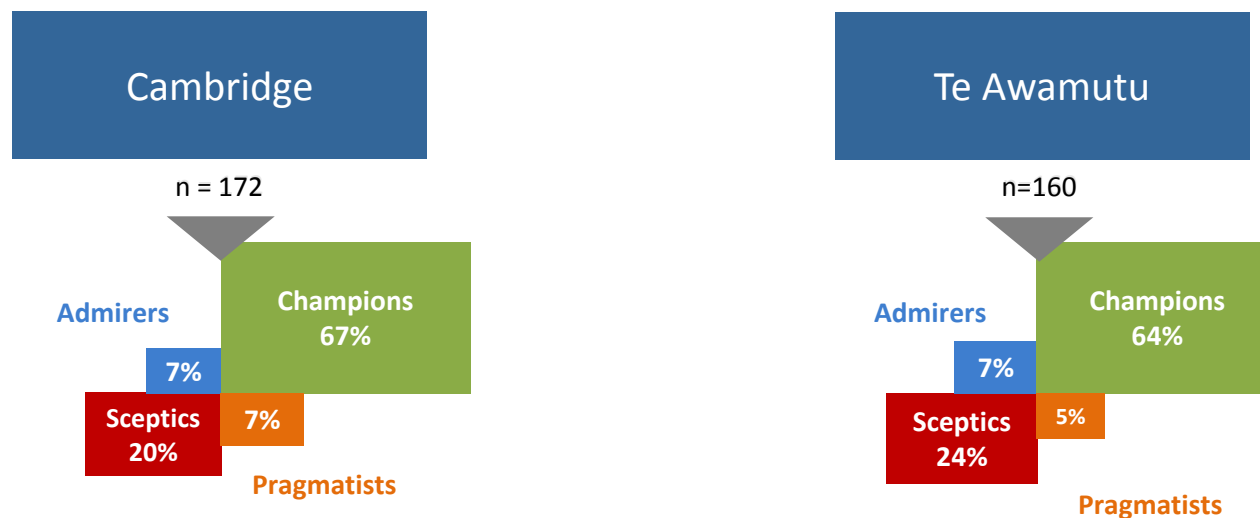 Cambridge
n = 172
Champions
67%
Admirers
7%
Sceptics
20%
7%
Pragmatists
Te Awamutu
n=160
Champions
64%
Admirers
7%
Sceptics
24%
5%
Pragmatists